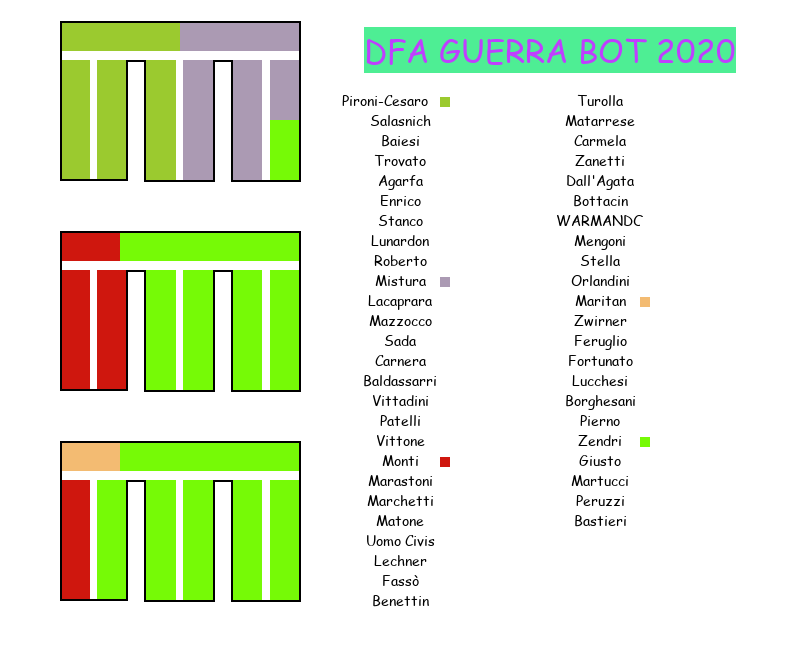 DFA GUERRA BOT 2020
Pironi-Cesaro
Salasnich
Baiesi
Trovato
Agarfa
Enrico
Stanco
Lunardon
Roberto
Mistura
Lacaprara
Mazzocco
Sada
Carnera
Baldassarri
Vittadini
Patelli
Vittone
Monti
Marastoni
Marchetti
Matone
Uomo Civis
Lechner
Fassò
Benettin
Turolla
Matarrese
Carmela
Zanetti
Dall'Agata
Bottacin
WARMANDC
Mengoni
Stella
Orlandini
Maritan
Zwirner
Feruglio
Fortunato
Lucchesi
Borghesani
Pierno
Zendri
Giusto
Martucci
Peruzzi
Bastieri